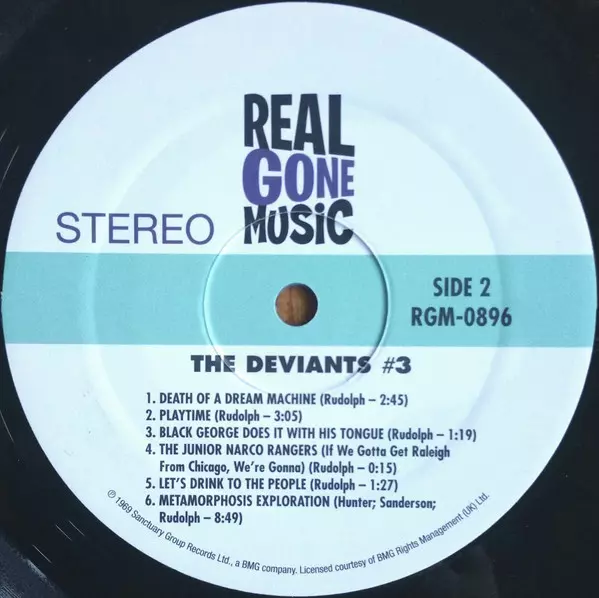 REAL
GONE
MUSiC
STEREO
SIDE 2
RGM-0896
THE DEVIANTS #3
1. DEATH OF A DREAM MACHINE (Rudolph – 2:45)
2. PLAYTIME (Rudolph – 3:05)
3. BLACK GEORGE DOES IT WITH HIS TONGUE (Rudolph – 1:19)
4. THE JUNIOR NARCO RANGERS (If We Gotta Get Raleigh
From Chicago, We're Gonna) (Rudolph – 0:15)
5. LET'S DRINK TO THE PEOPLE (Rudolph – 1:27)
6. METAMORPHOSIS EXPLORATION (Hunter; Sanderson;
Rudolph – 8:49)
℗ 1969 Sanctuary Group Records Ltd., a BMG company. Licensed courtesy of BMG Rights Management (UK) Ltd.